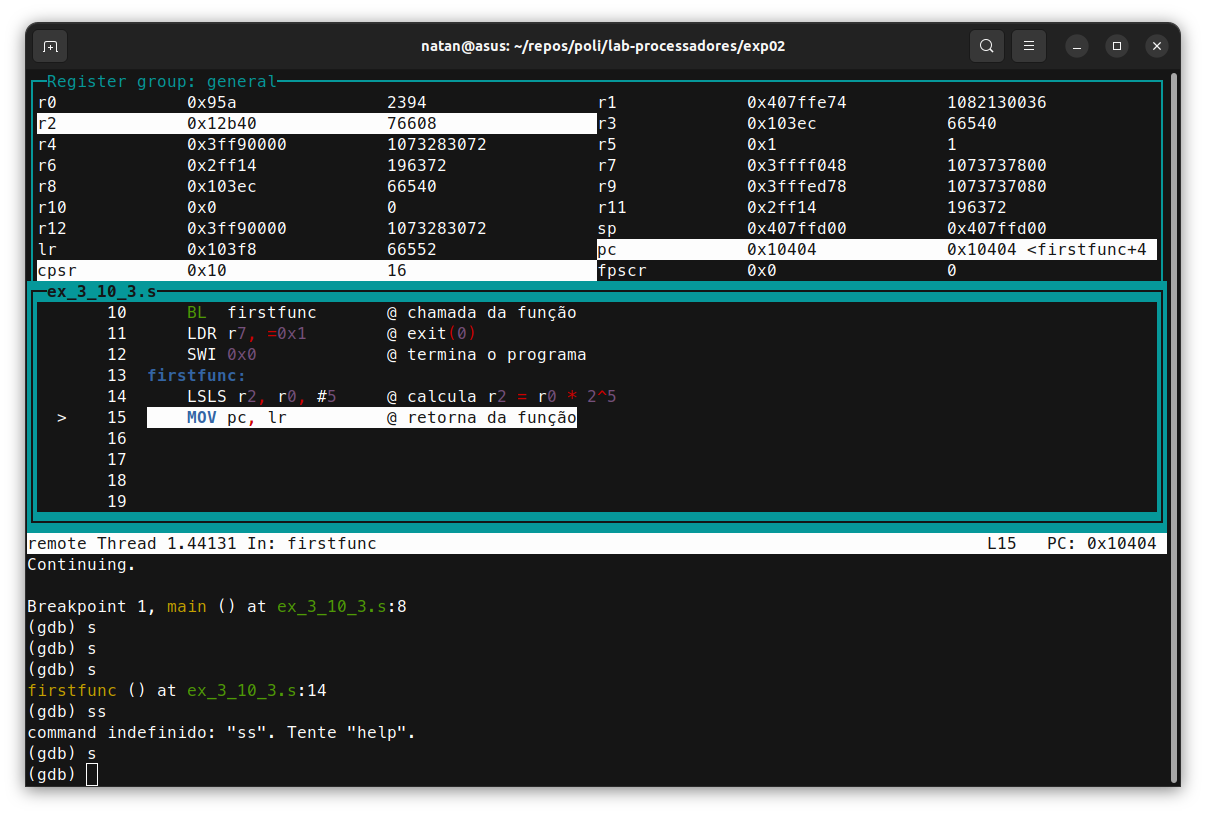 natan@asus: ~/repos/poli/lab-processadores/exp02
Register group: general
r0 0x95a 2394 r1 0x407ffe74 1082130036
r2 0x12b40 76608 r3 0x103ec 66540
r4 0x3ff90000 1073283072 r5 0x1 1
r6 0x2ff14 196372 r7 0x3ffff048 1073737800
r8 0x103ec 66540 r9 0x3fffed78 1073737080
r10 0x0 0 r11 0x2ff14 196372
r12 0x3ff90000 1073283072 sp 0x407ffd00 0x407ffd00
lr 0x103f8 66552 pc 0x10404 0x10404 <firstfunc+4
cpsr 0x10 16 fpscr 0x0 0
ex_3_10_3.s
10 BL firstfunc @ chamada da função
11 LDR r7, =0x1 @ exit(0)
12 SWI 0x0 @ termina o programa
13 firstfunc:
14 LSLS r2, r0, #5 @ calcula r2 = r0 * 2^5
> 15 MOV pc, lr @ retorna da função
16
17
18
19
remote Thread 1.44131 In: firstfunc L15 PC: 0x10404
Continuing.
Breakpoint 1, main () at ex_3_10_3.s:8
(gdb) s
(gdb) s
(gdb) s
firstfunc () at ex_3_10_3.s:14
(gdb) ss
command indefinido: "ss". Tente "help".
(gdb) s
(gdb)